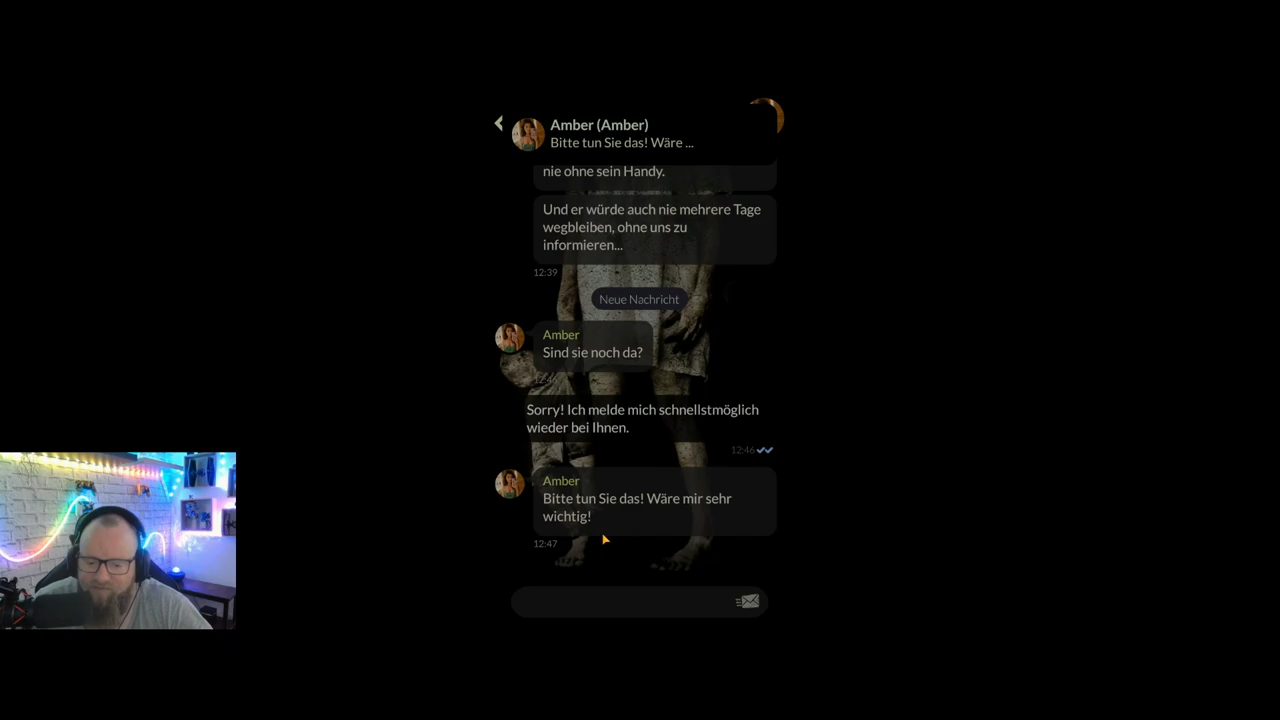 Amber (Amber)
Bitte tun Sie das! Wäre ...
nie ohne sein Handy.
Und er würde auch nie mehrere Tage
wegbleiben, ohne uns zu
informieren...
12:39
Neue Nachricht
Amber
Sind sie noch da?
12:46
Sorry! Ich melde mich schnellstmöglich
wieder bei Ihnen.
12:46
Amber
Bitte tun Sie das! Wäre mir sehr
wichtig!
12:47